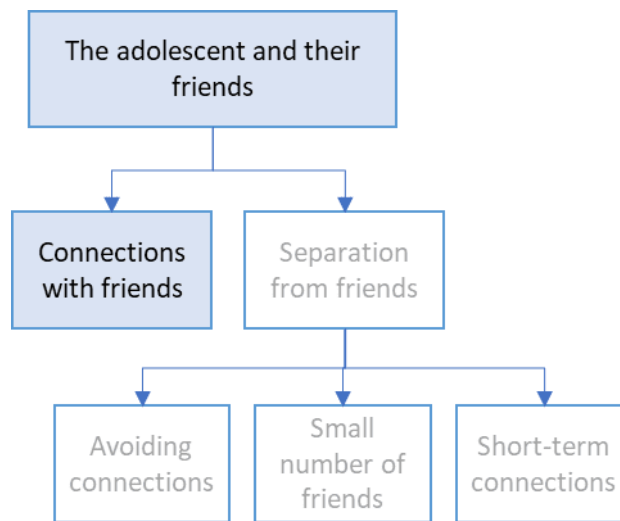 The adolescent and their
friends
Connections
with friends
Separation
from friends
Avoiding
connections
Small
number of
friends
Short-term
connections